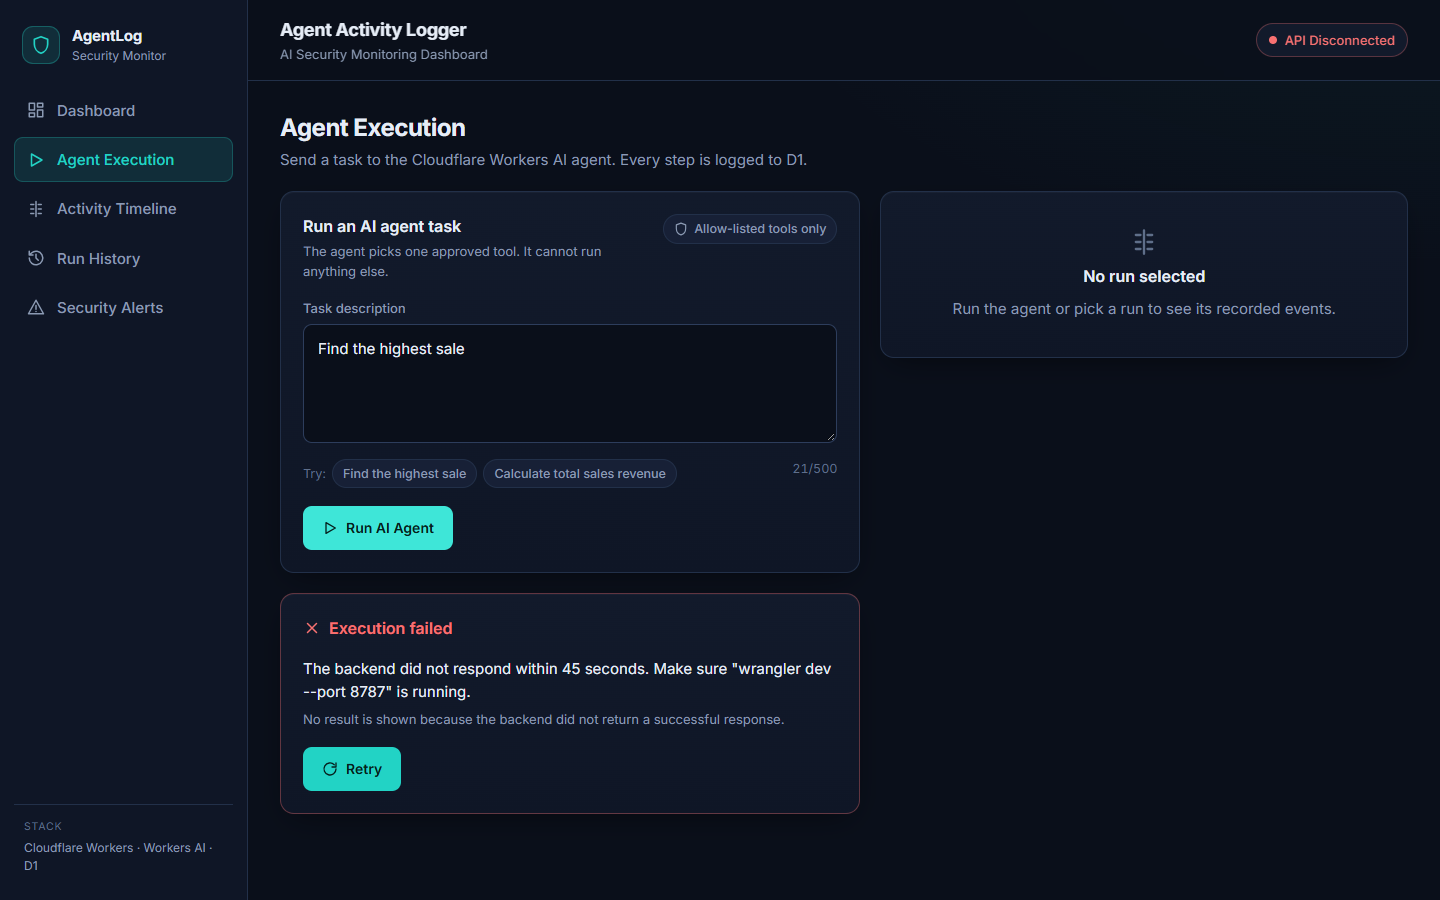 AgentLog
Security Monitor
Dashboard
Agent Execution
Activity Timeline
Run History
Security Alerts
STACK
Cloudflare Workers · Workers AI ·
D1
Agent Activity Logger
AI Security Monitoring Dashboard
API Disconnected
Agent Execution
Send a task to the Cloudflare Workers AI agent. Every step is logged to D1.
Run an AI agent task
Allow-listed tools only
The agent picks one approved tool. It cannot run
anything else.
Task description
Find the highest sale
Try: Find the highest sale Calculate total sales revenue 21/500
Run AI Agent
Execution failed
The backend did not respond within 45 seconds. Make sure "wrangler dev
--port 8787" is running.
No result is shown because the backend did not return a successful response.
Retry
No run selected
Run the agent or pick a run to see its recorded events.